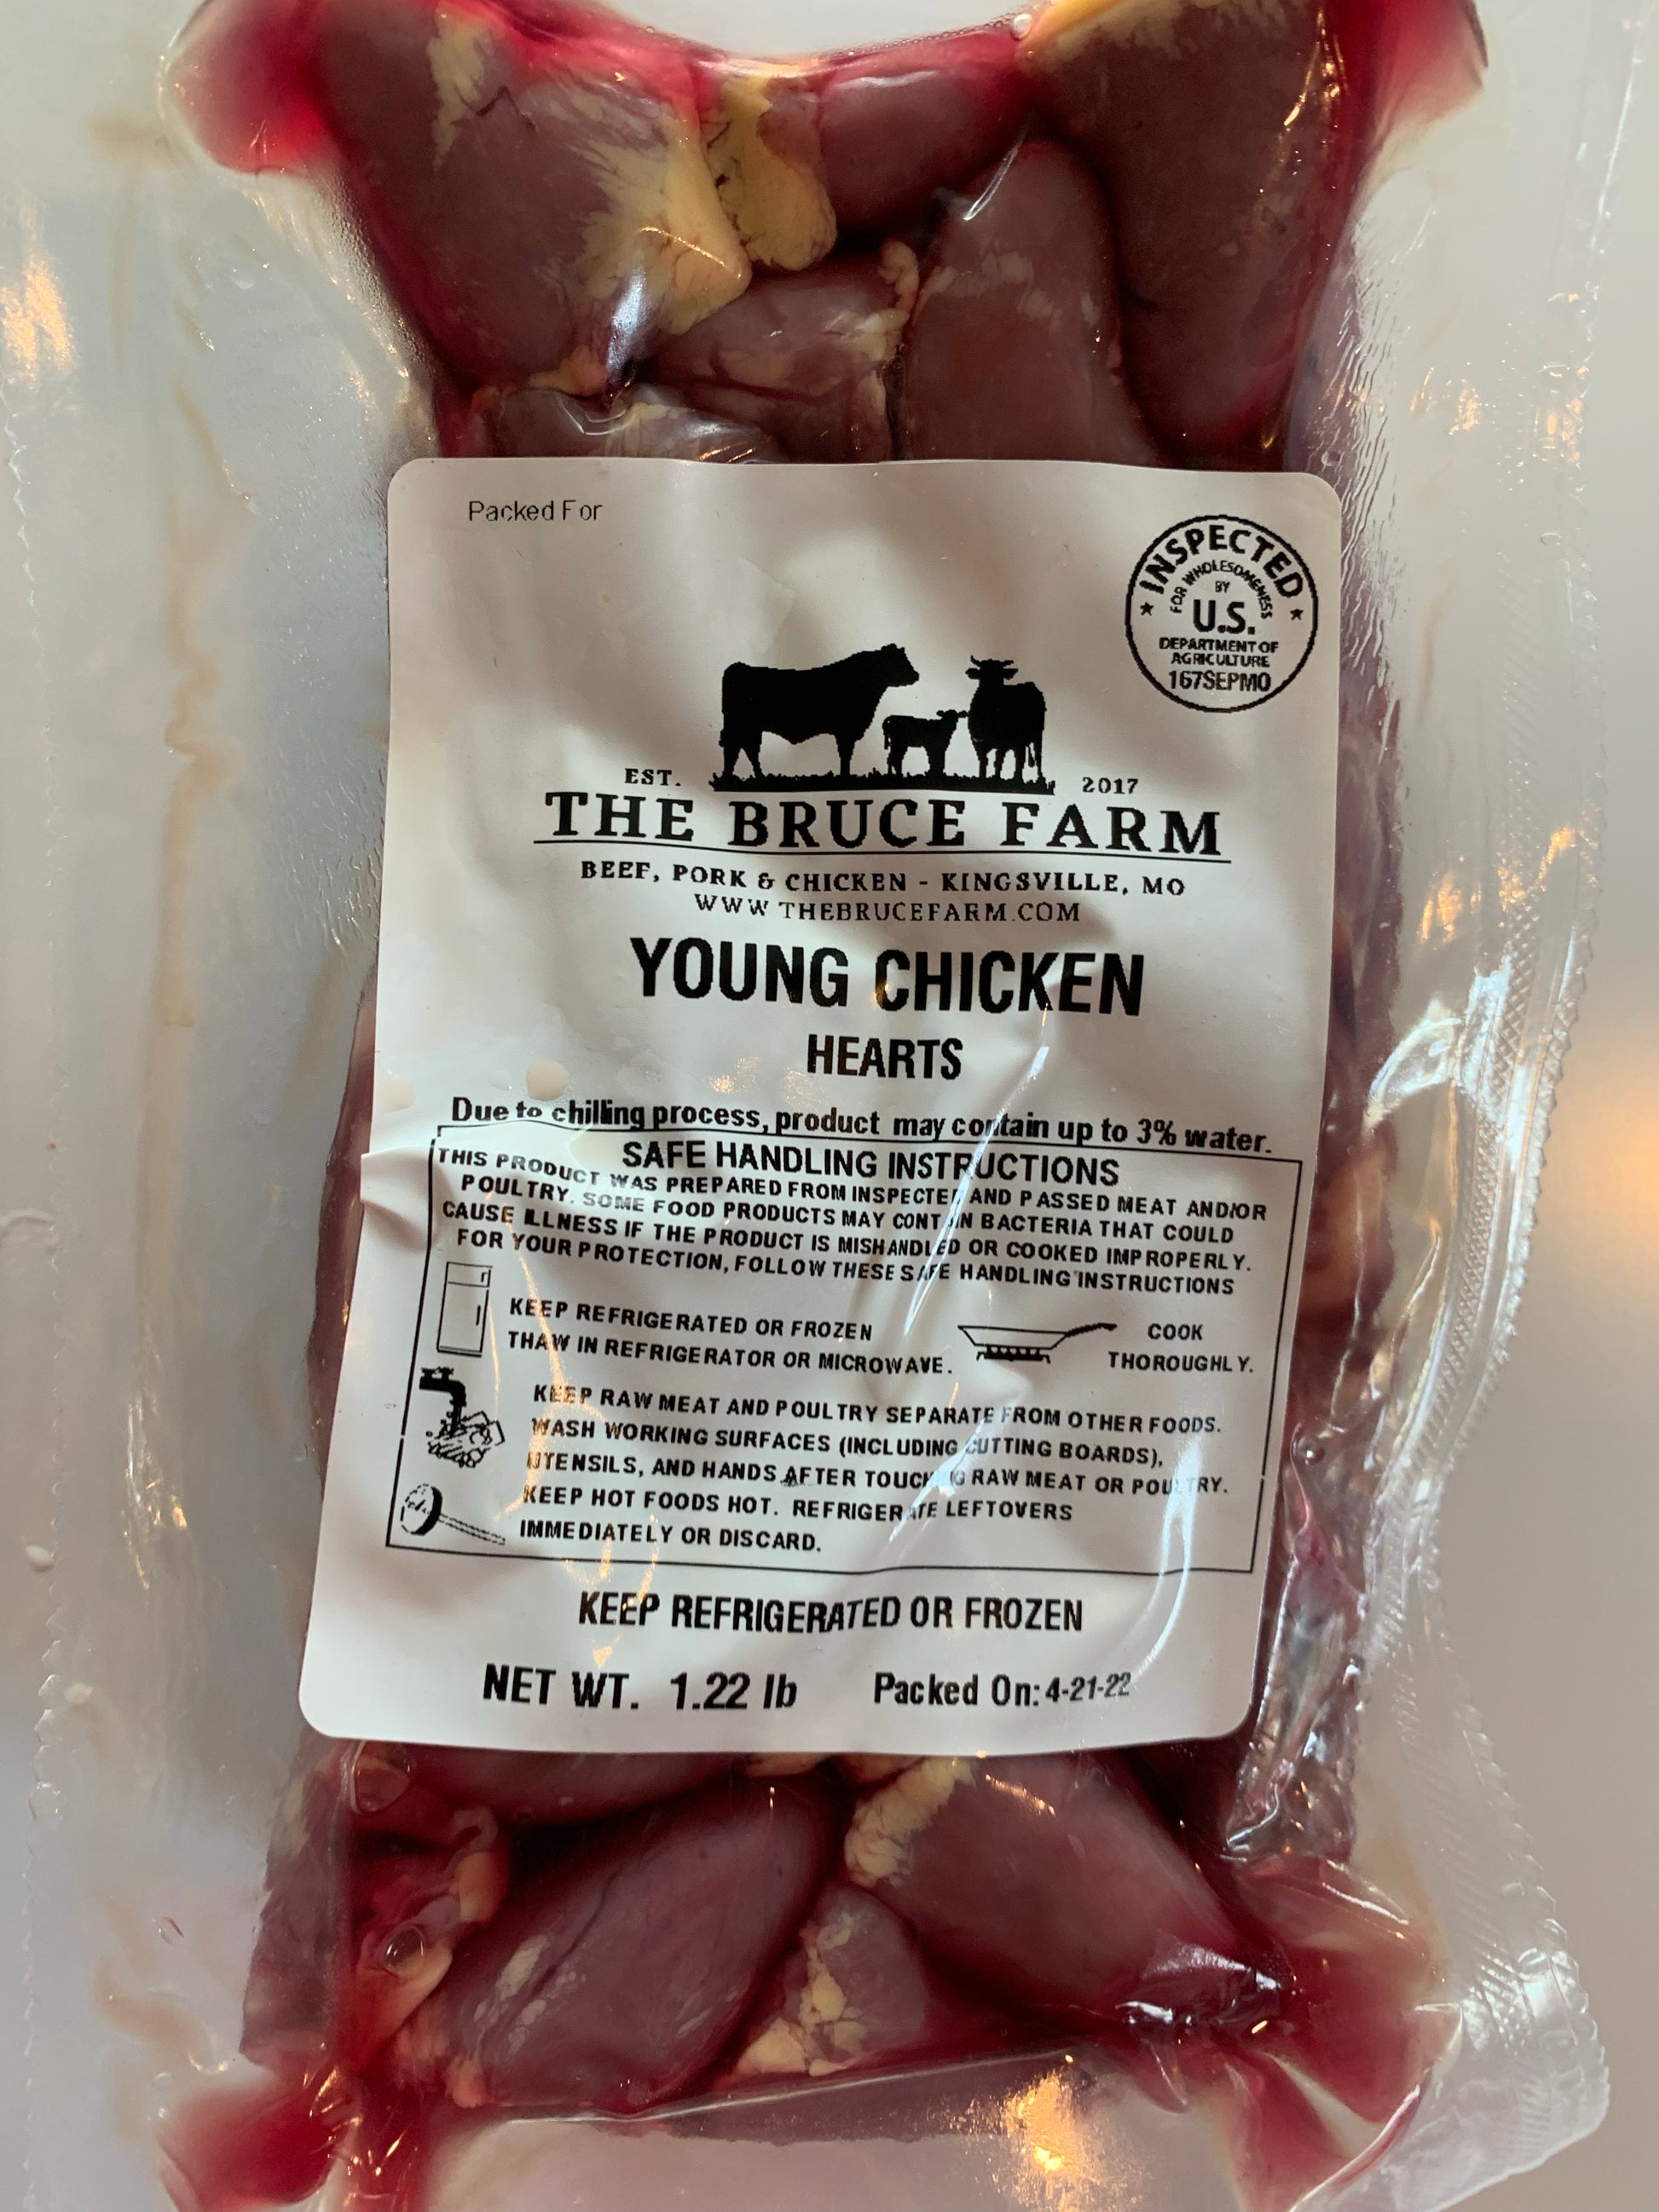 Packed For
INSPECTED
FOR WHOLESOMENESS
BY
U.S.
DEPARTMENT OF
AGRICULTURE
167SEPMO
EST. 2017
THE BRUCE FARM
BEEF, PORK & CHICKEN - KINGSVILLE, MO
WWW THEBRUCEFARM.COM
YOUNG CHICKEN
HEARTS
Due to chilling process, product may contain up to 3% water.
SAFE HANDLING INSTRUCTIONS
THIS PRODUCT WAS PREPARED FROM INSPECTED AND PASSED MEAT AND/OR
POULTRY. SOME FOOD PRODUCTS MAY CONTAIN BACTERIA THAT COULD
CAUSE ILLNESS IF THE PRODUCT IS MISHANDLED OR COOKED IMPROPERLY.
FOR YOUR PROTECTION, FOLLOW THESE SAFE HANDLING INSTRUCTIONS
KEEP REFRIGERATED OR FROZEN
THAW IN REFRIGERATOR OR MICROWAVE.
COOK
THOROUGHLY.
KEEP RAW MEAT AND POULTRY SEPARATE FROM OTHER FOODS.
WASH WORKING SURFACES (INCLUDING CUTTING BOARDS),
UTENSILS, AND HANDS AFTER TOUCHING RAW MEAT OR POULTRY.
KEEP HOT FOODS HOT. REFRIGERATE LEFTOVERS
IMMEDIATELY OR DISCARD.
KEEP REFRIGERATED OR FROZEN
NET WT. 1.22 lb Packed On: 4-21-22